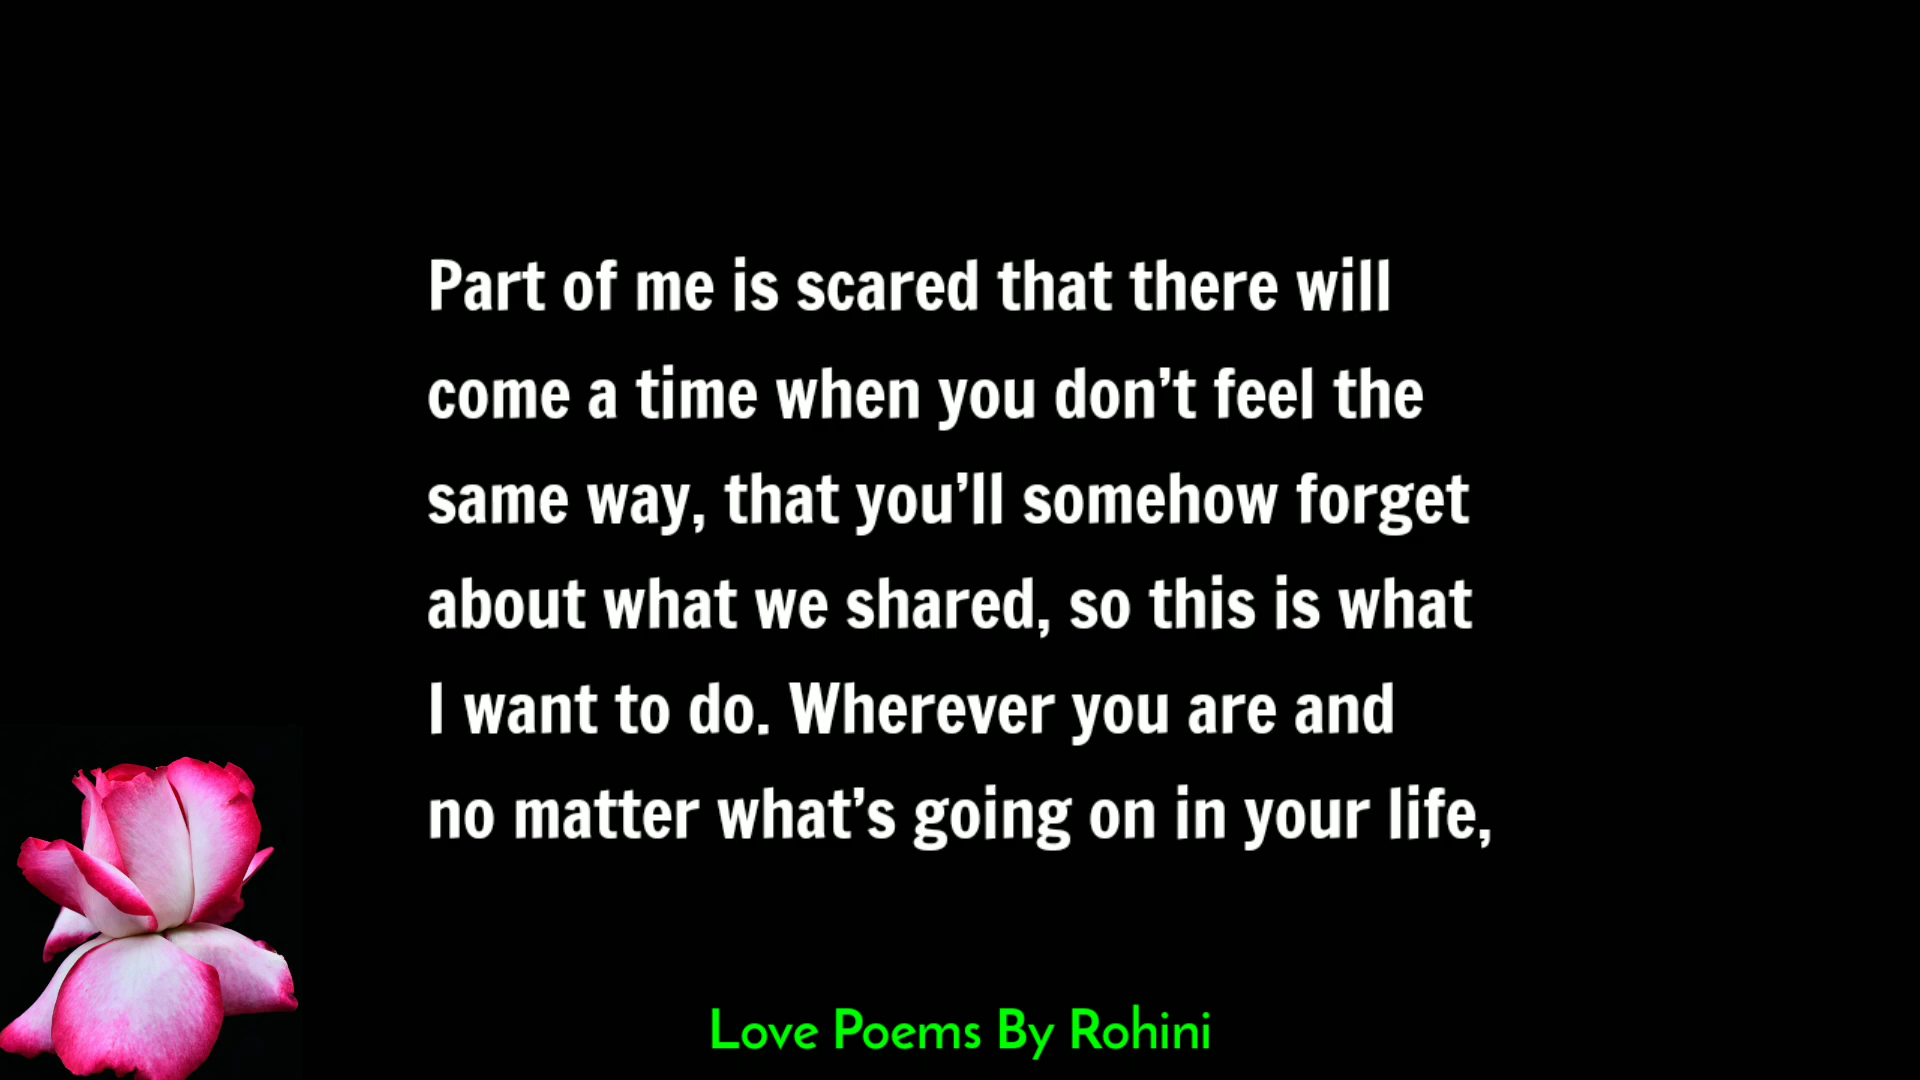 Part of me is scared that there will
come a time when you don’t feel the
same way, that you’ll somehow forget
about what we shared, so this is what
I want to do. Wherever you are and
no matter what’s going on in your life,
Love Poems By Rohini